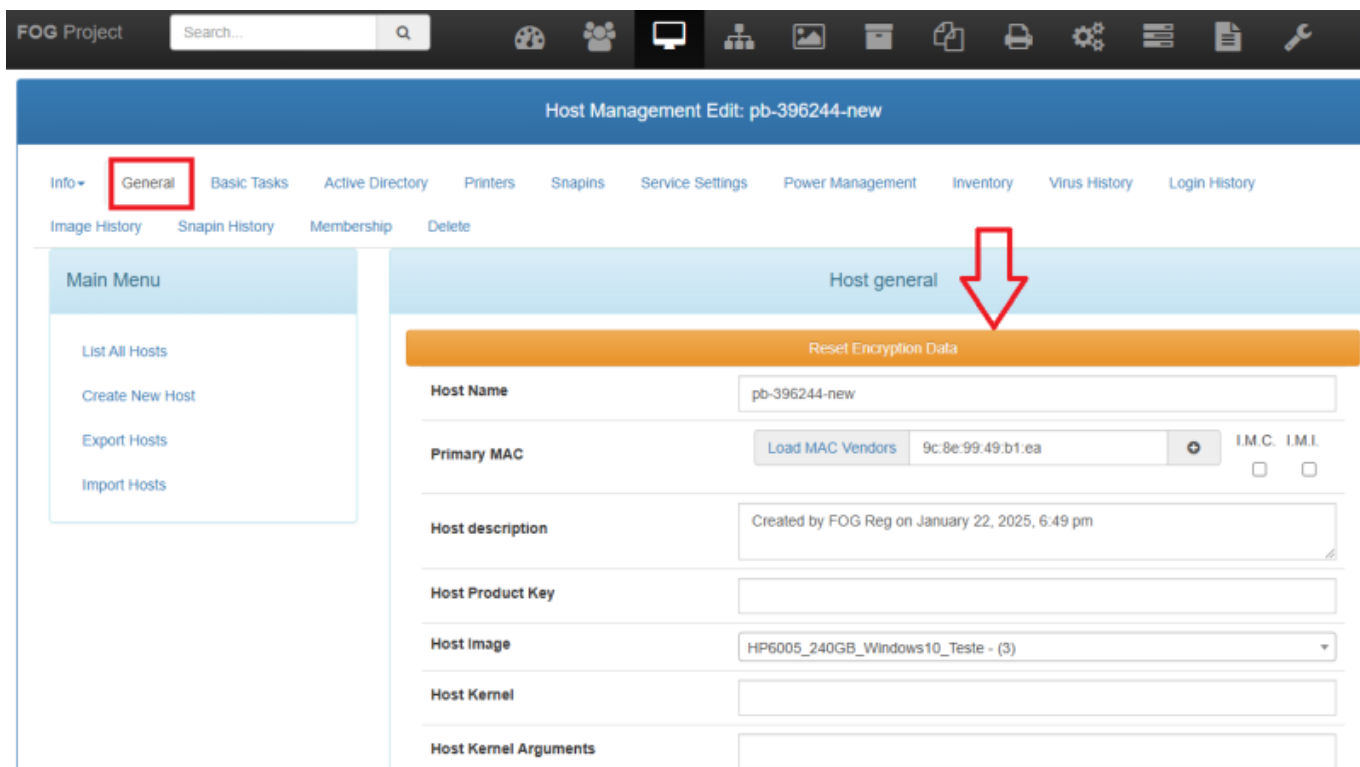 FOG Project Search...
Host Management Edit: pb-396244-new
Info General Basic Tasks Active Directory Printers Snapins Service Settings Power Management Inventory Virus History Login History
Image History Snapin History Membership Delete
Main Menu
List All Hosts
Create New Host
Export Hosts
Import Hosts
Host general
Reset Encryption Data
Host Name pb-396244-new
Primary MAC Load MAC Vendors 9c:8e:99:49:b1:ea I.M.C. I.M.I.
Host description Created by FOG Reg on January 22, 2025, 6:49 pm
Host Product Key
Host Image HP6005_240GB_Windows10_Teste - (3)
Host Kernel
Host Kernel Arguments